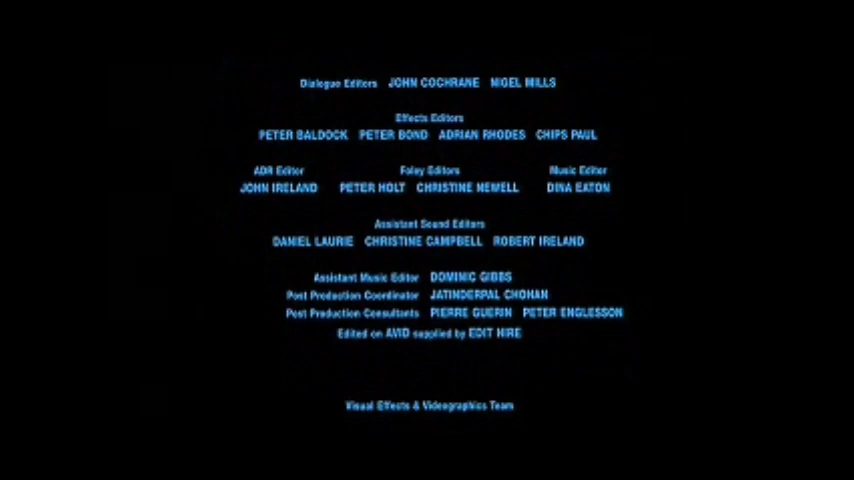 Dialogue Editors JOHN COCHRANE NIGEL MILLS
Effects Editors
PETER BALDOCK PETER BOND ADRIAN RHODES CHIPS PAUL
ADR Editor Foley Editors Music Editor
JOHN IRELAND PETER HOLT CHRISTINE NEWELL DINA EATON
Assistant Sound Editors
DANIEL LAURIE CHRISTINE CAMPBELL ROBERT IRELAND
Assistant Music Editor DOMINIC GIBBS
Post Production Coordinator JATINDERPAL CHOHAN
Post Production Consultants PIERRE GUERIN PETER ENGLESSON
Edited on AVID supplied by EDIT HIRE
Visual Effects & Videographics Team